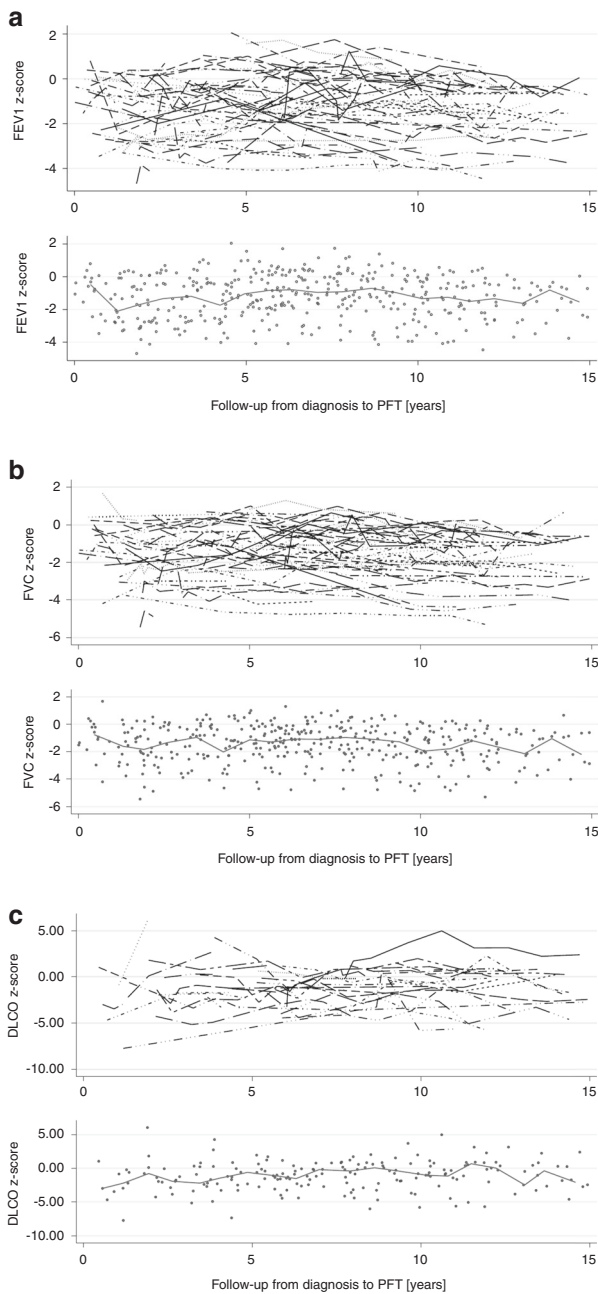 a
2
0
-2
-4
FEV1 z-score
0 5 10 15
2
0
-2
-4
FEV1 z-score
0 5 10 15
Follow-up from diagnosis to PFT [years]
b
2
0
-2
-4
-6
FVC z-score
0 5 10 15
2
0
-2
-4
-6
FVC z-score
0 5 10 15
Follow-up from diagnosis to PFT [years]
c
5.00
0.00
-5.00
-10.00
DLCO z-score
0 5 10 15
5.00
0.00
-5.00
-10.00
DLCO z-score
0 5 10 15
Follow-up from diagnosis to PFT [years]